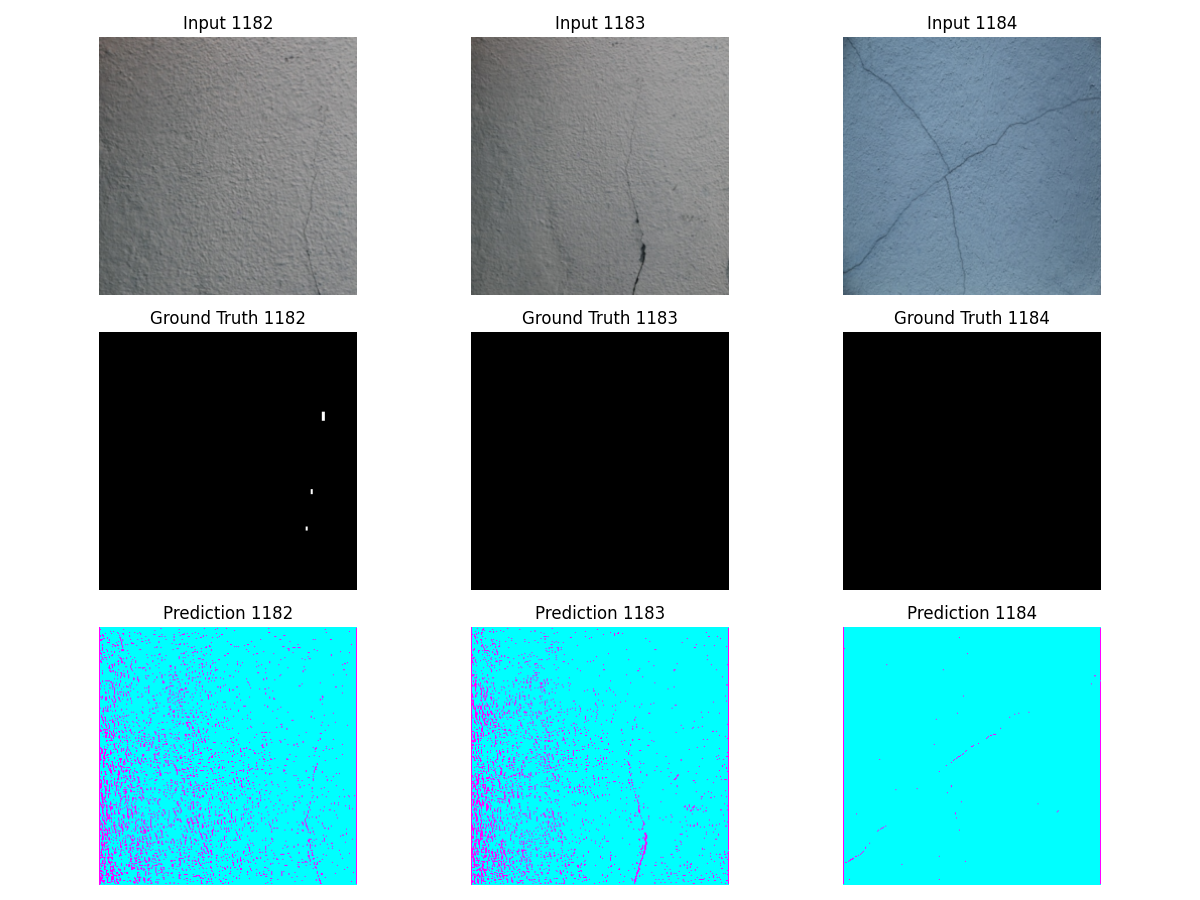 Input 1182
Input 1183
Input 1184
Ground Truth 1182
Ground Truth 1183
Ground Truth 1184
Prediction 1182
Prediction 1183
Prediction 1184